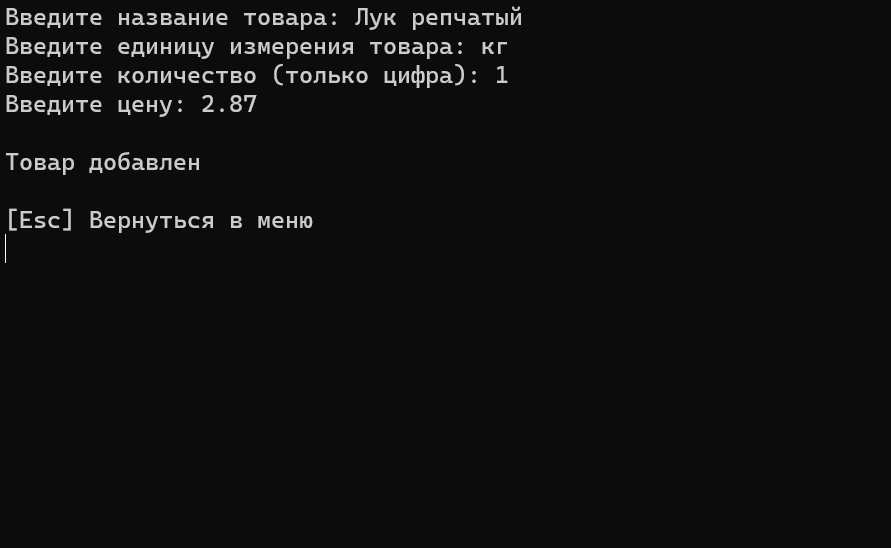 Введите название товара: Лук репчатый
Введите единицу измерения товара: кг
Введите количество (только цифра): 1
Введите цену: 2.87
Товар добавлен
[Esc] Вернуться в меню